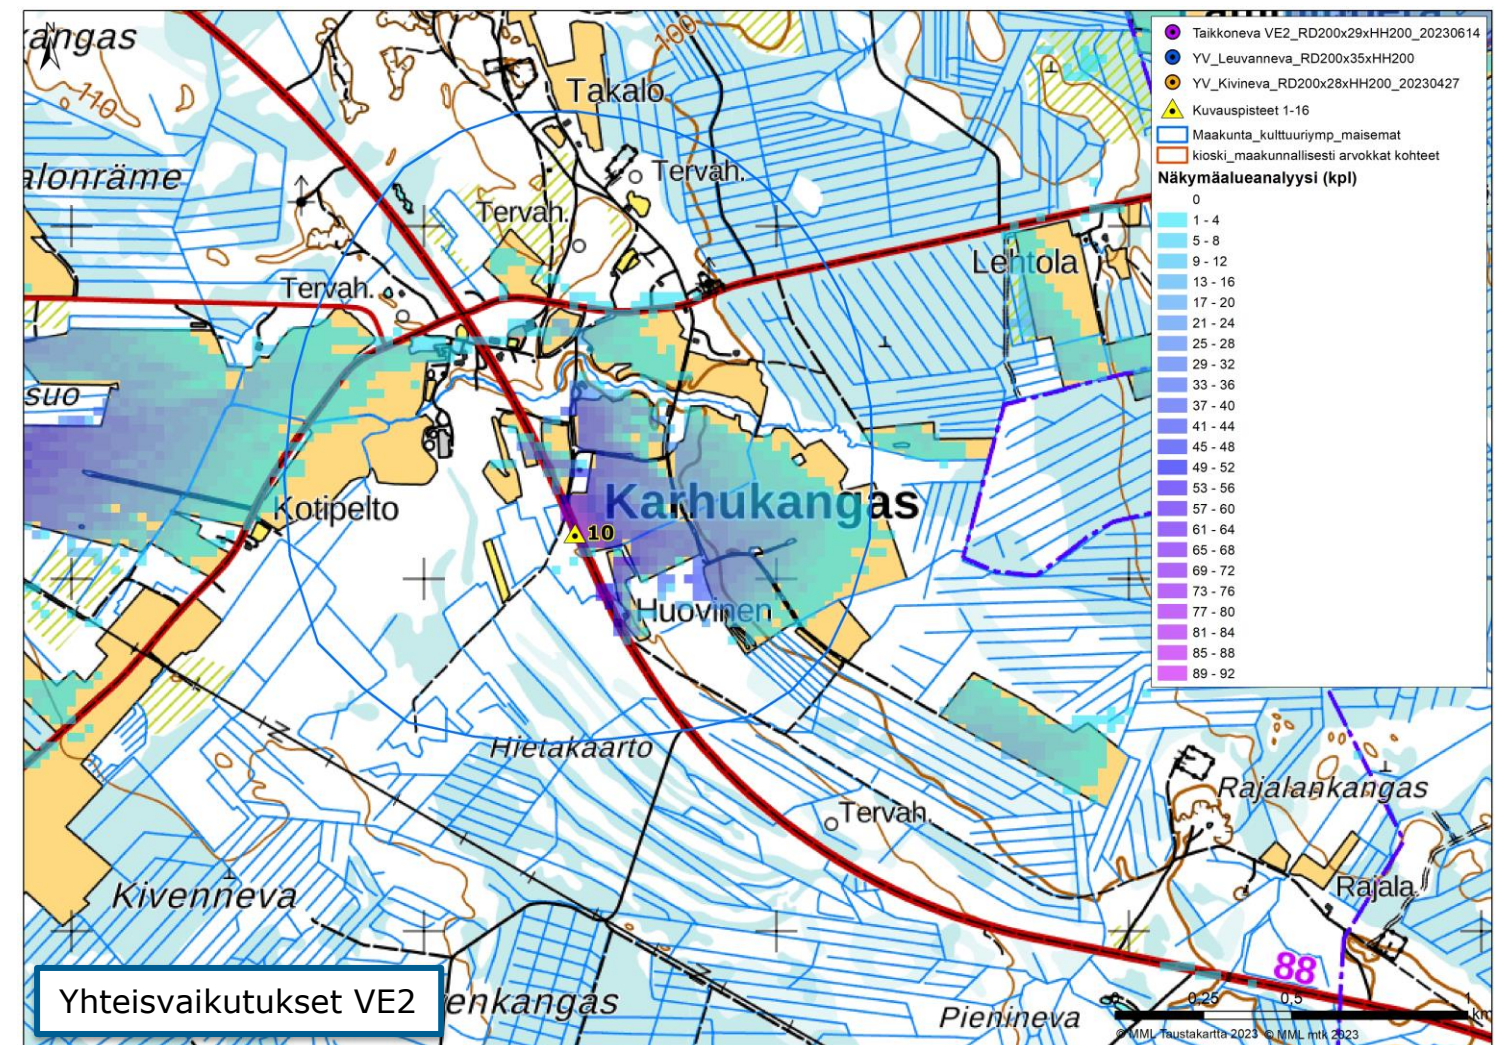 N
angas
110
100
Takalo
Tervah.
alonräme
Tervah.
Tervah.
Lehtola
suo
Karhukangas
Kotipelto
10
Huovinen
Hietakaarto
Tervah.
Rajalankangas
Rajala
Kivenneva
88
enkangas
Pienineva
Yhteisvaikutukset VE2
Taikkoneva VE2_RD200x29xHH200_20230614
YV_Leuvanneva_RD200x35xHH200
YV_Kivineva_RD200x28xHH200_20230427
Kuvauspisteet 1-16
Maakunta_kulttuuriymp_maisemat
kioski_maakunnallisesti arvokkat kohteet
Näkymäalueanalyysi (kpl)
0
1 - 4
5 - 8
9 - 12
13 - 16
17 - 20
21 - 24
25 - 28
29 - 32
33 - 36
37 - 40
41 - 44
45 - 48
49 - 52
53 - 56
57 - 60
61 - 64
65 - 68
69 - 72
73 - 76
77 - 80
81 - 84
85 - 88
89 - 92
0 0,25 0,5 1
km
© MML Taustakartta 2023 © MML mtk 2023